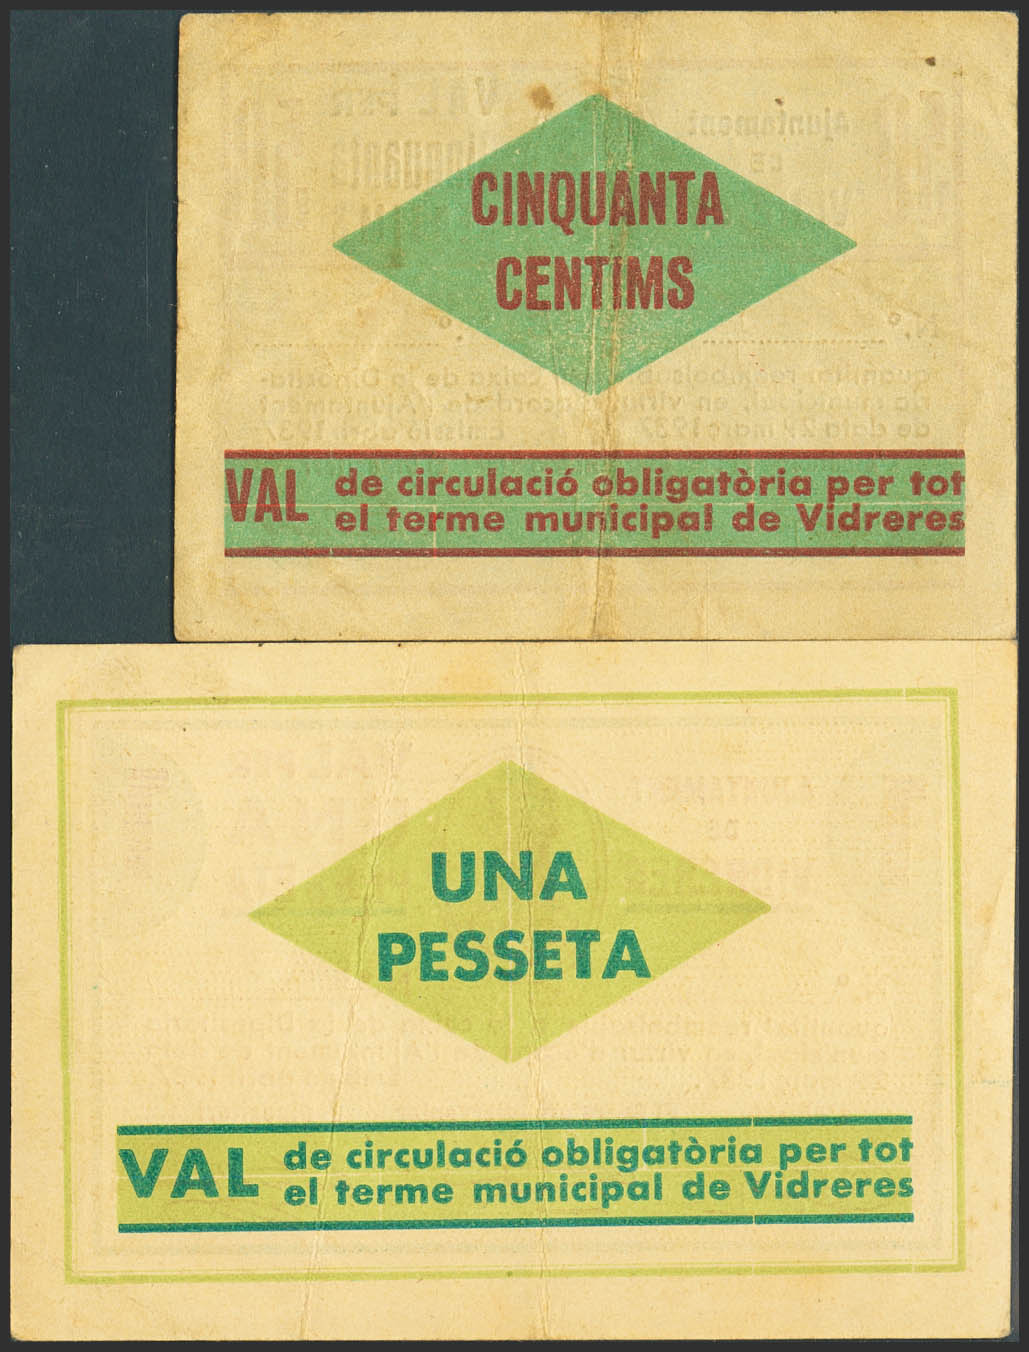 CINQUANTA
CENTIMS
VAL de circulació obligatòria per tot
el terme municipal de Vidreres
UNA
PESSETA
VAL de circulació obligatòria per tot
el terme municipal de Vidreres